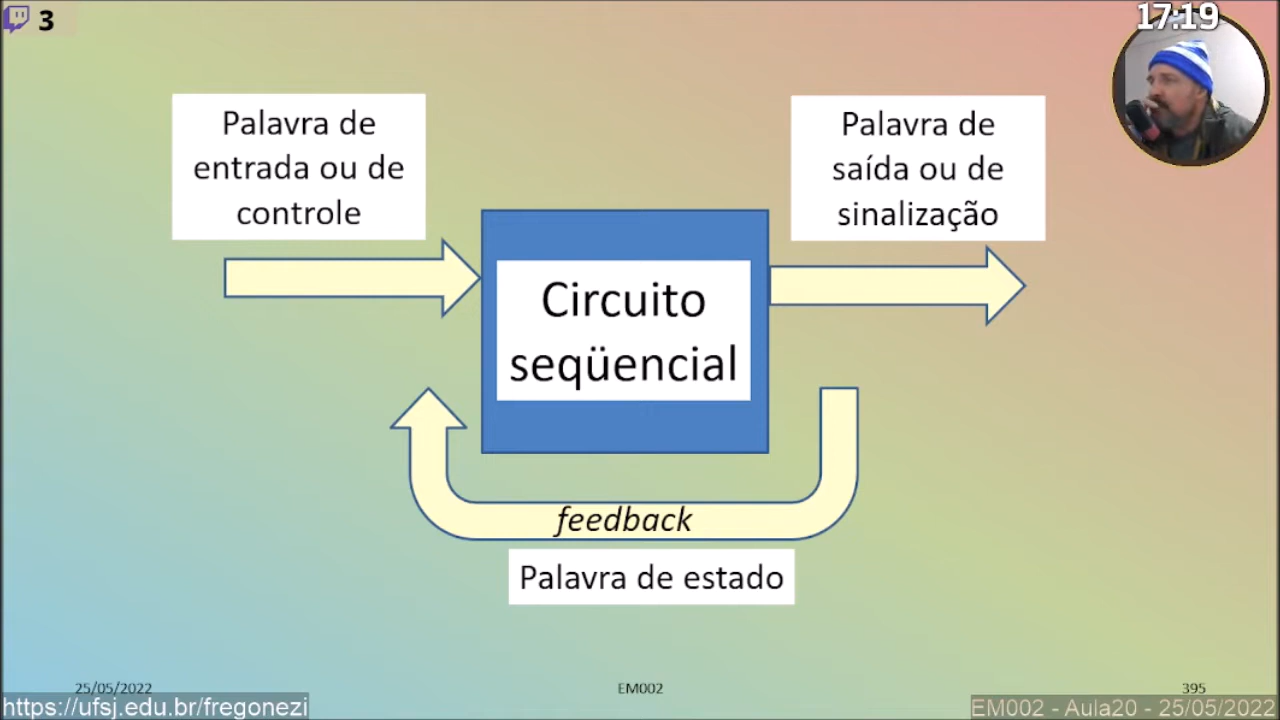 3
17:19
Palavra de
entrada ou de
controle
Palavra de
saída ou de
sinalização
Circuito
seqüencial
feedback
Palavra de estado
25/05/2022
EM002
395
https://ufsj.edu.br/fregonezi
EM002 - Aula20 - 25/05/2022